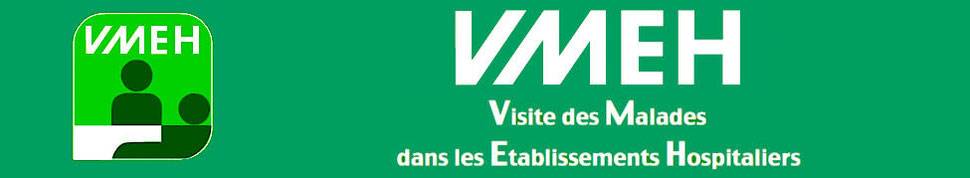 VMEH
VMEH
Visite des Malades
dans les Etablissements Hospitaliers